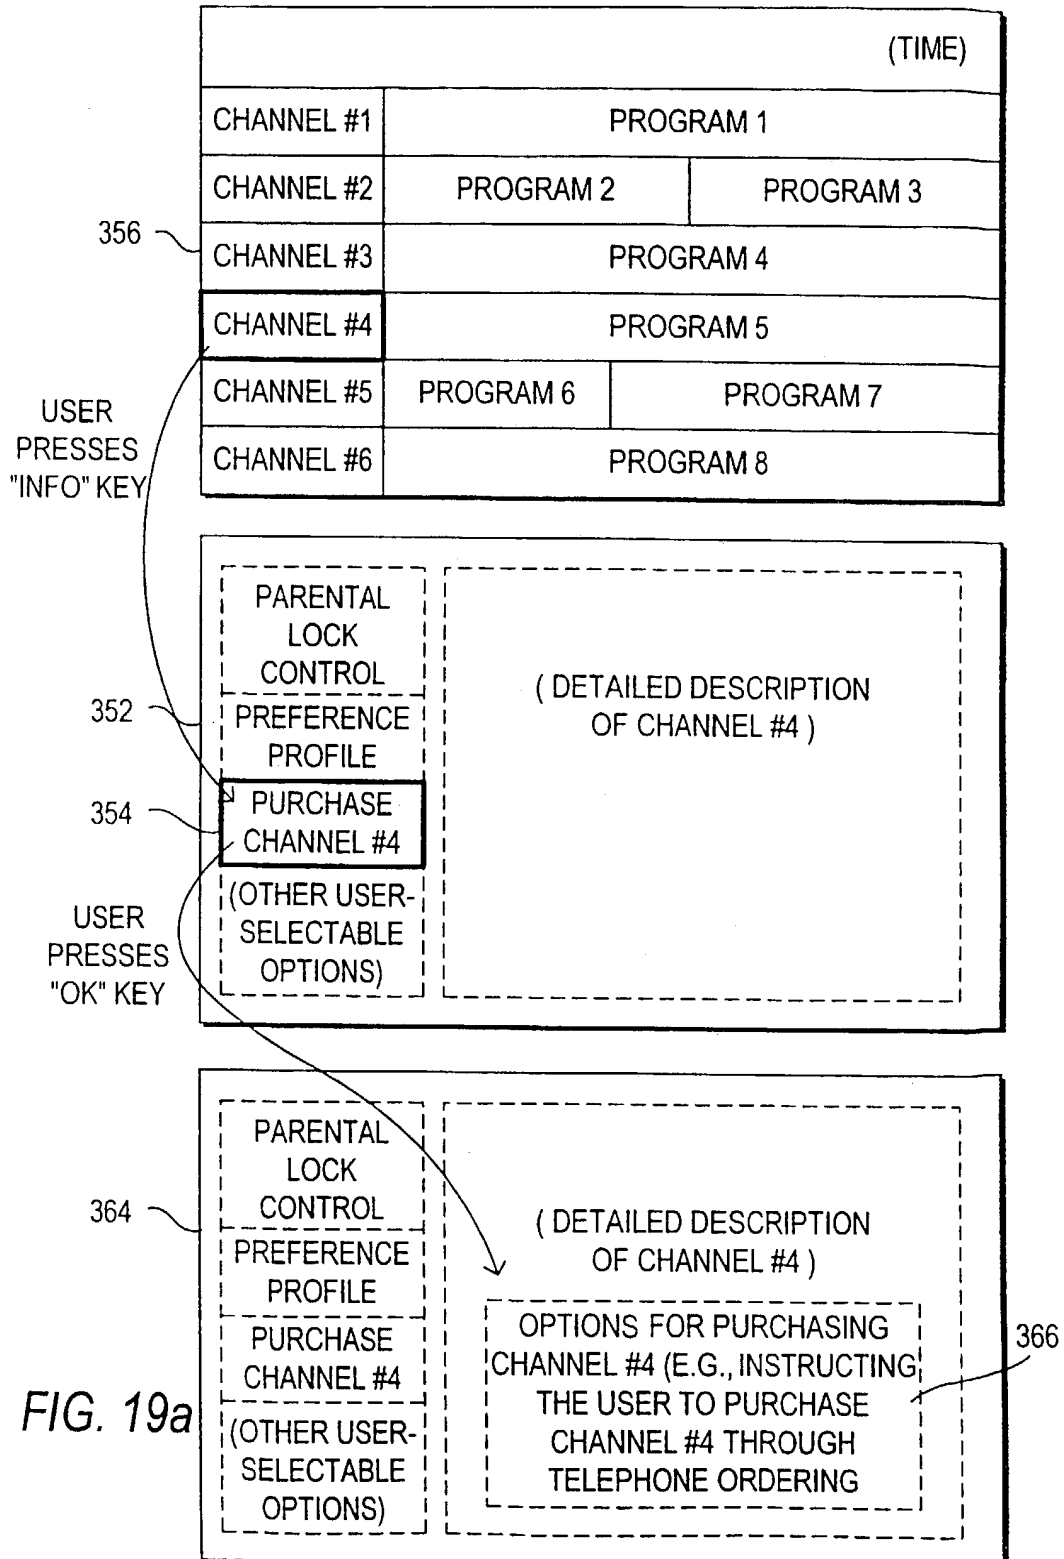 (TIME)
CHANNEL #1 PROGRAM 1
CHANNEL #2 PROGRAM 2 PROGRAM 3
356
CHANNEL #3 PROGRAM 4
CHANNEL #4 PROGRAM 5
CHANNEL #5 PROGRAM 6 PROGRAM 7
CHANNEL #6 PROGRAM 8
USER
PRESSES
"INFO" KEY
PARENTAL
LOCK
CONTROL
352
PREFERENCE
PROFILE
354
PURCHASE
CHANNEL #4
(OTHER USER-
SELECTABLE
OPTIONS)
( DETAILED DESCRIPTION
OF CHANNEL #4 )
USER
PRESSES
"OK" KEY
PARENTAL
LOCK
CONTROL
364
PREFERENCE
PROFILE
PURCHASE
CHANNEL #4
(OTHER USER-
SELECTABLE
OPTIONS)
( DETAILED DESCRIPTION
OF CHANNEL #4 )
OPTIONS FOR PURCHASING
CHANNEL #4 (E.G., INSTRUCTING
THE USER TO PURCHASE
CHANNEL #4 THROUGH
TELEPHONE ORDERING
366
FIG. 19a